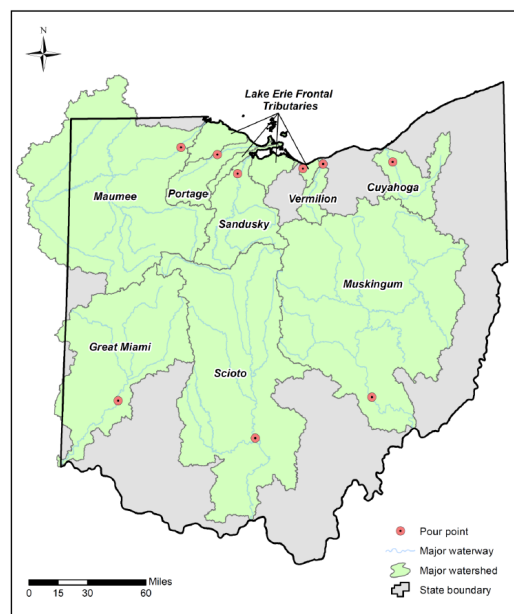 N
Lake Erie Frontal
Tributaries
Maumee
Portage
Sandusky
Vermilion
Cuyahoga
Muskingum
Great Miami
Scioto
Pour point
Major waterway
Major watershed
State boundary
Miles
0 15 30 60